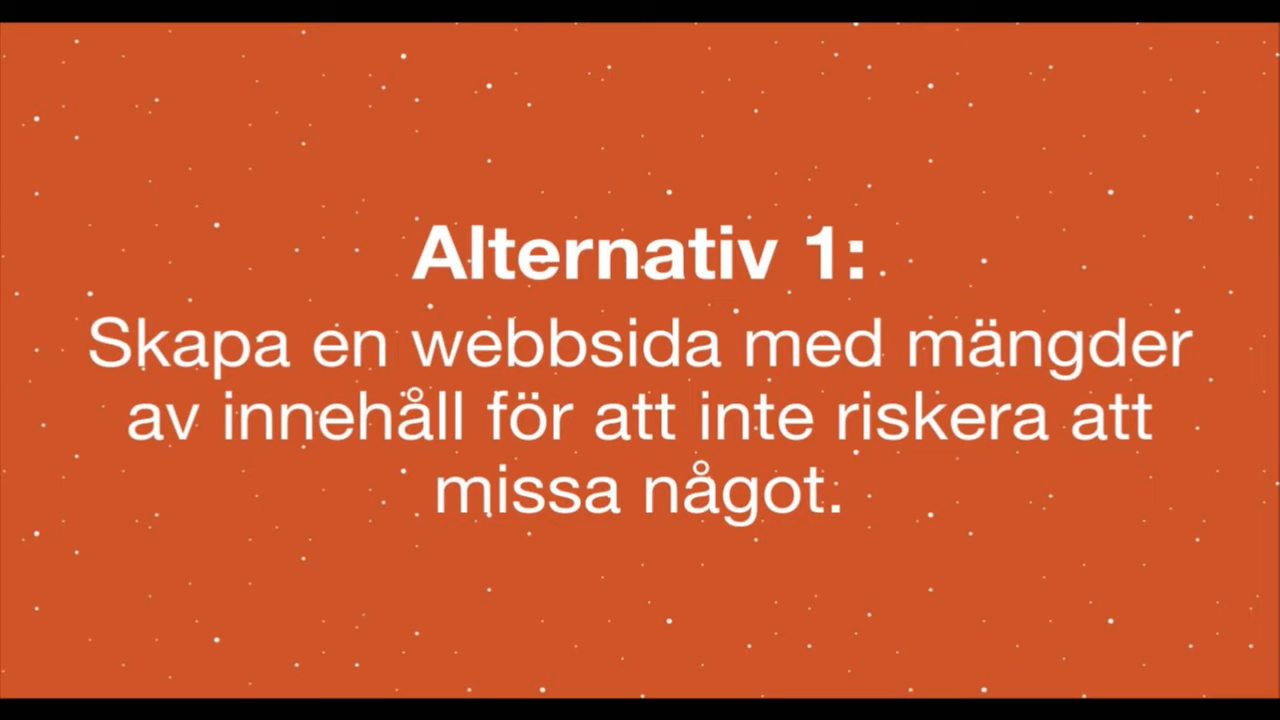 Alternativ 1:
Skapa en webbsida med mängder
av innehåll för att inte riskera att
missa något.